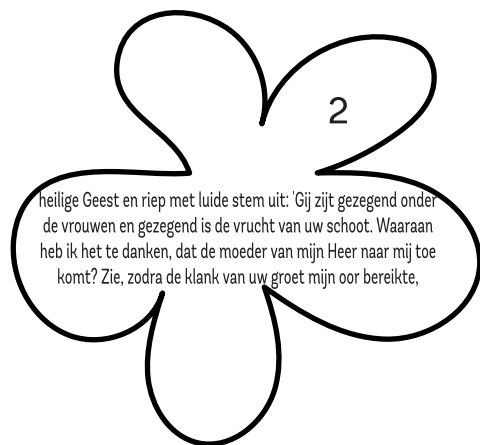 2
heilige Geest en riep met luide stem uit: 'Gij zijt gezegend onder
de vrouwen en gezegend is de vrucht van uw schoot. Waaraan
heb ik het te danken, dat de moeder van mijn Heer naar mij toe
komt? Zie, zodra de klank van uw groet mijn oor bereikte,